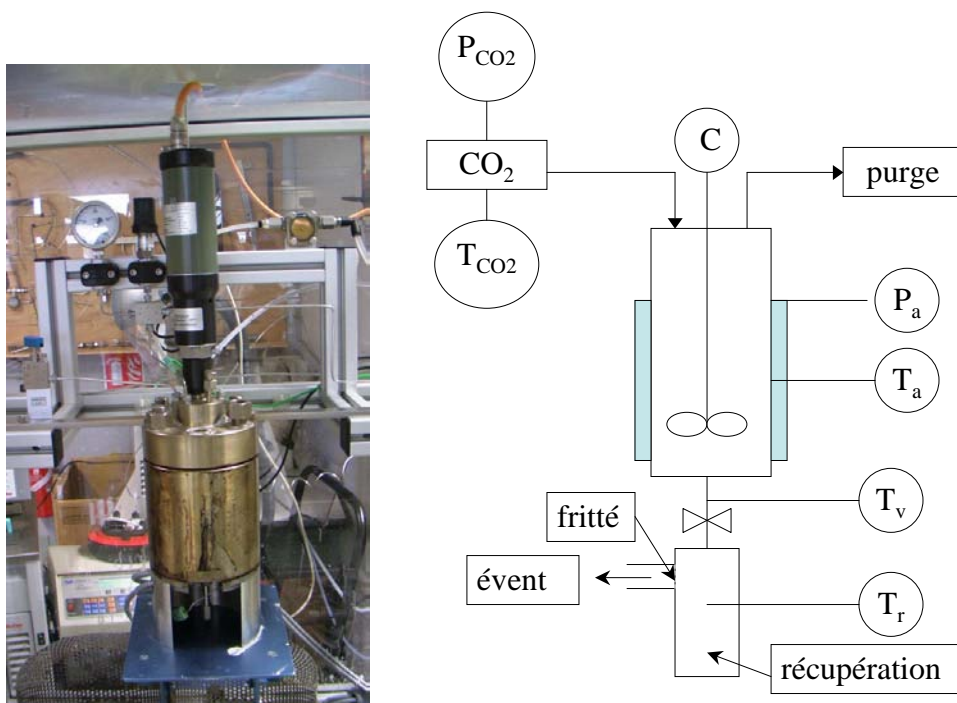 P_CO2
CO₂
T_CO2
C
purge
P_a
T_a
T_v
fritté
évent
T_r
récupération